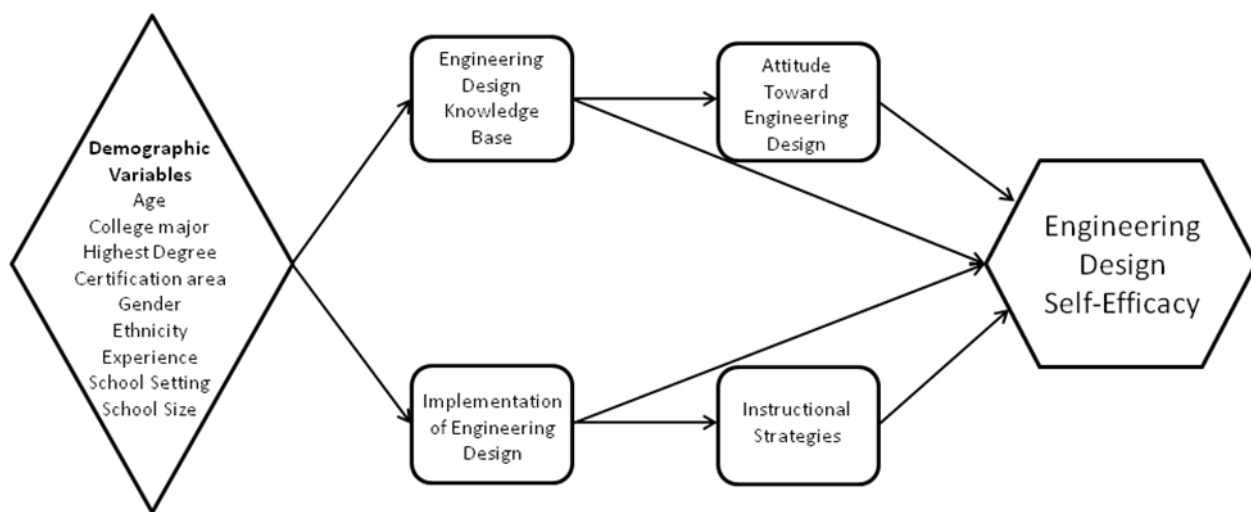 Demographic
Variables
Age
College major
Highest Degree
Certification area
Gender
Ethnicity
Experience
School Setting
School Size
Engineering
Design
Knowledge
Base
Attitude
Toward
Engineering
Design
Implementation
of Engineering
Design
Instructional
Strategies
Engineering
Design
Self-Efficacy